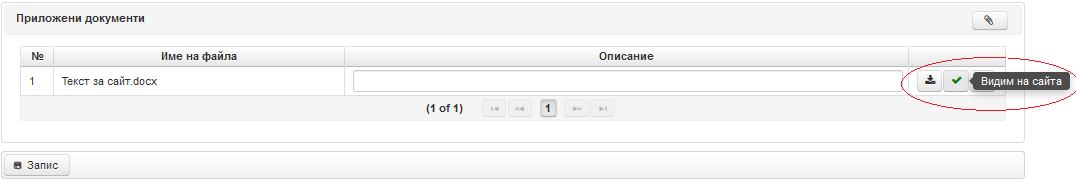 Приложени документи
№ Име на файла Описание
1 Текст за сайт.docx Видим на сайта
(1 of 1) 1
Запис